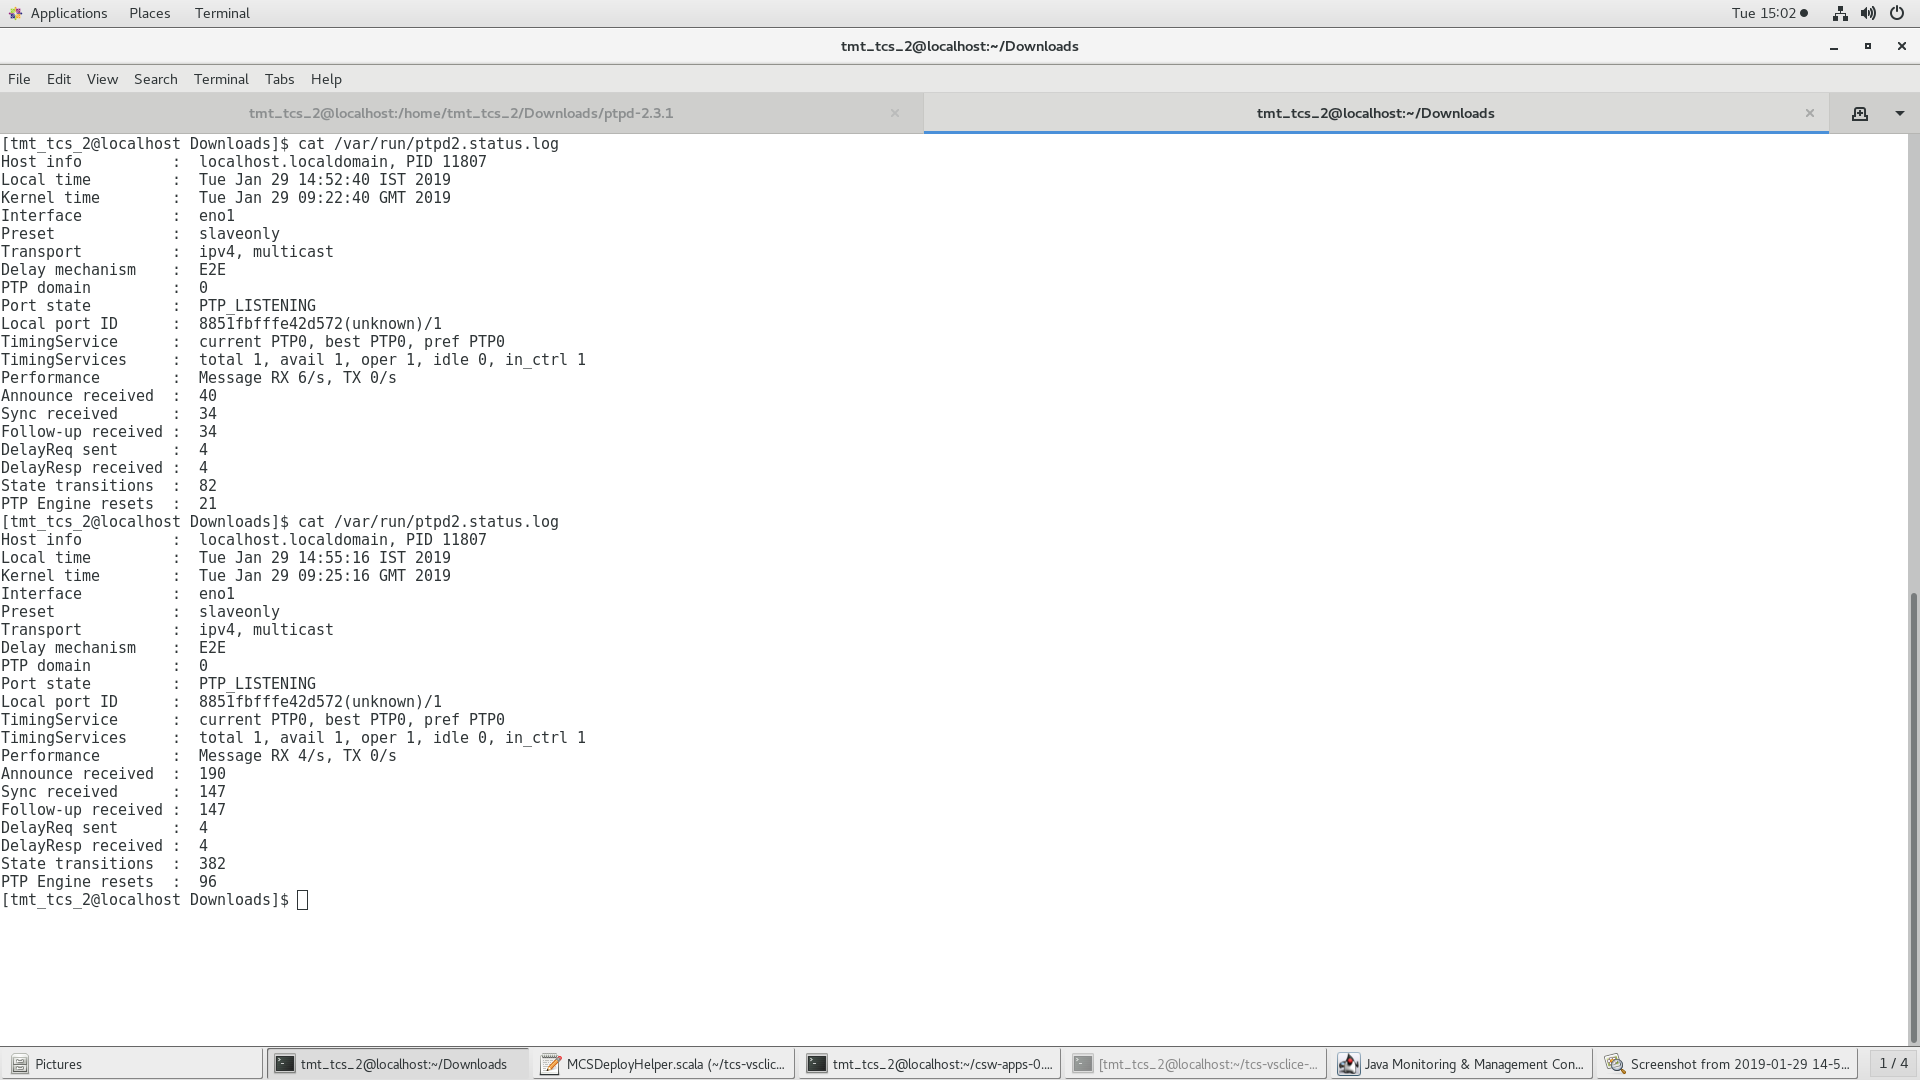 Applications Places Terminal Tue 15:02
tmt_tcs_2@localhost:~/Downloads
File Edit View Search Terminal Tabs Help
tmt_tcs_2@localhost:/home/tmt_tcs_2/Downloads/ptpd-2.3.1 tmt_tcs_2@localhost:~/Downloads
[tmt_tcs_2@localhost Downloads]$ cat /var/run/ptpd2.status.log
Host info          :  localhost.localdomain, PID 11807
Local time         :  Tue Jan 29 14:52:40 IST 2019
Kernel time        :  Tue Jan 29 09:22:40 GMT 2019
Interface          :  eno1
Preset             :  slaveonly
Transport          :  ipv4, multicast
Delay mechanism    :  E2E
PTP domain         :  0
Port state         :  PTP_LISTENING
Local port ID      :  8851fbfffe42d572(unknown)/1
TimingService      :  current PTP0, best PTP0, pref PTP0
TimingServices     :  total 1, avail 1, oper 1, idle 0, in_ctrl 1
Performance        :  Message RX 6/s, TX 0/s
Announce received  :  40
Sync received      :  34
Follow-up received :  34
DelayReq sent      :  4
DelayResp received :  4
State transitions  :  82
PTP Engine resets  :  21
[tmt_tcs_2@localhost Downloads]$ cat /var/run/ptpd2.status.log
Host info          :  localhost.localdomain, PID 11807
Local time         :  Tue Jan 29 14:55:16 IST 2019
Kernel time        :  Tue Jan 29 09:25:16 GMT 2019
Interface          :  eno1
Preset             :  slaveonly
Transport          :  ipv4, multicast
Delay mechanism    :  E2E
PTP domain         :  0
Port state         :  PTP_LISTENING
Local port ID      :  8851fbfffe42d572(unknown)/1
TimingService      :  current PTP0, best PTP0, pref PTP0
TimingServices     :  total 1, avail 1, oper 1, idle 0, in_ctrl 1
Performance        :  Message RX 4/s, TX 0/s
Announce received  :  190
Sync received      :  147
Follow-up received :  147
DelayReq sent      :  4
DelayResp received :  4
State transitions  :  382
PTP Engine resets  :  96
[tmt_tcs_2@localhost Downloads]$
Pictures tmt_tcs_2@localhost:~/Downloads MCSDeployHelper.scala (~/tcs-vsclic... tmt_tcs_2@localhost:~/csw-apps-0.... [tmt_tcs_2@localhost:~/tcs-vsclice-... Java Monitoring & Management Con... Screenshot from 2019-01-29 14-5... 1 / 4